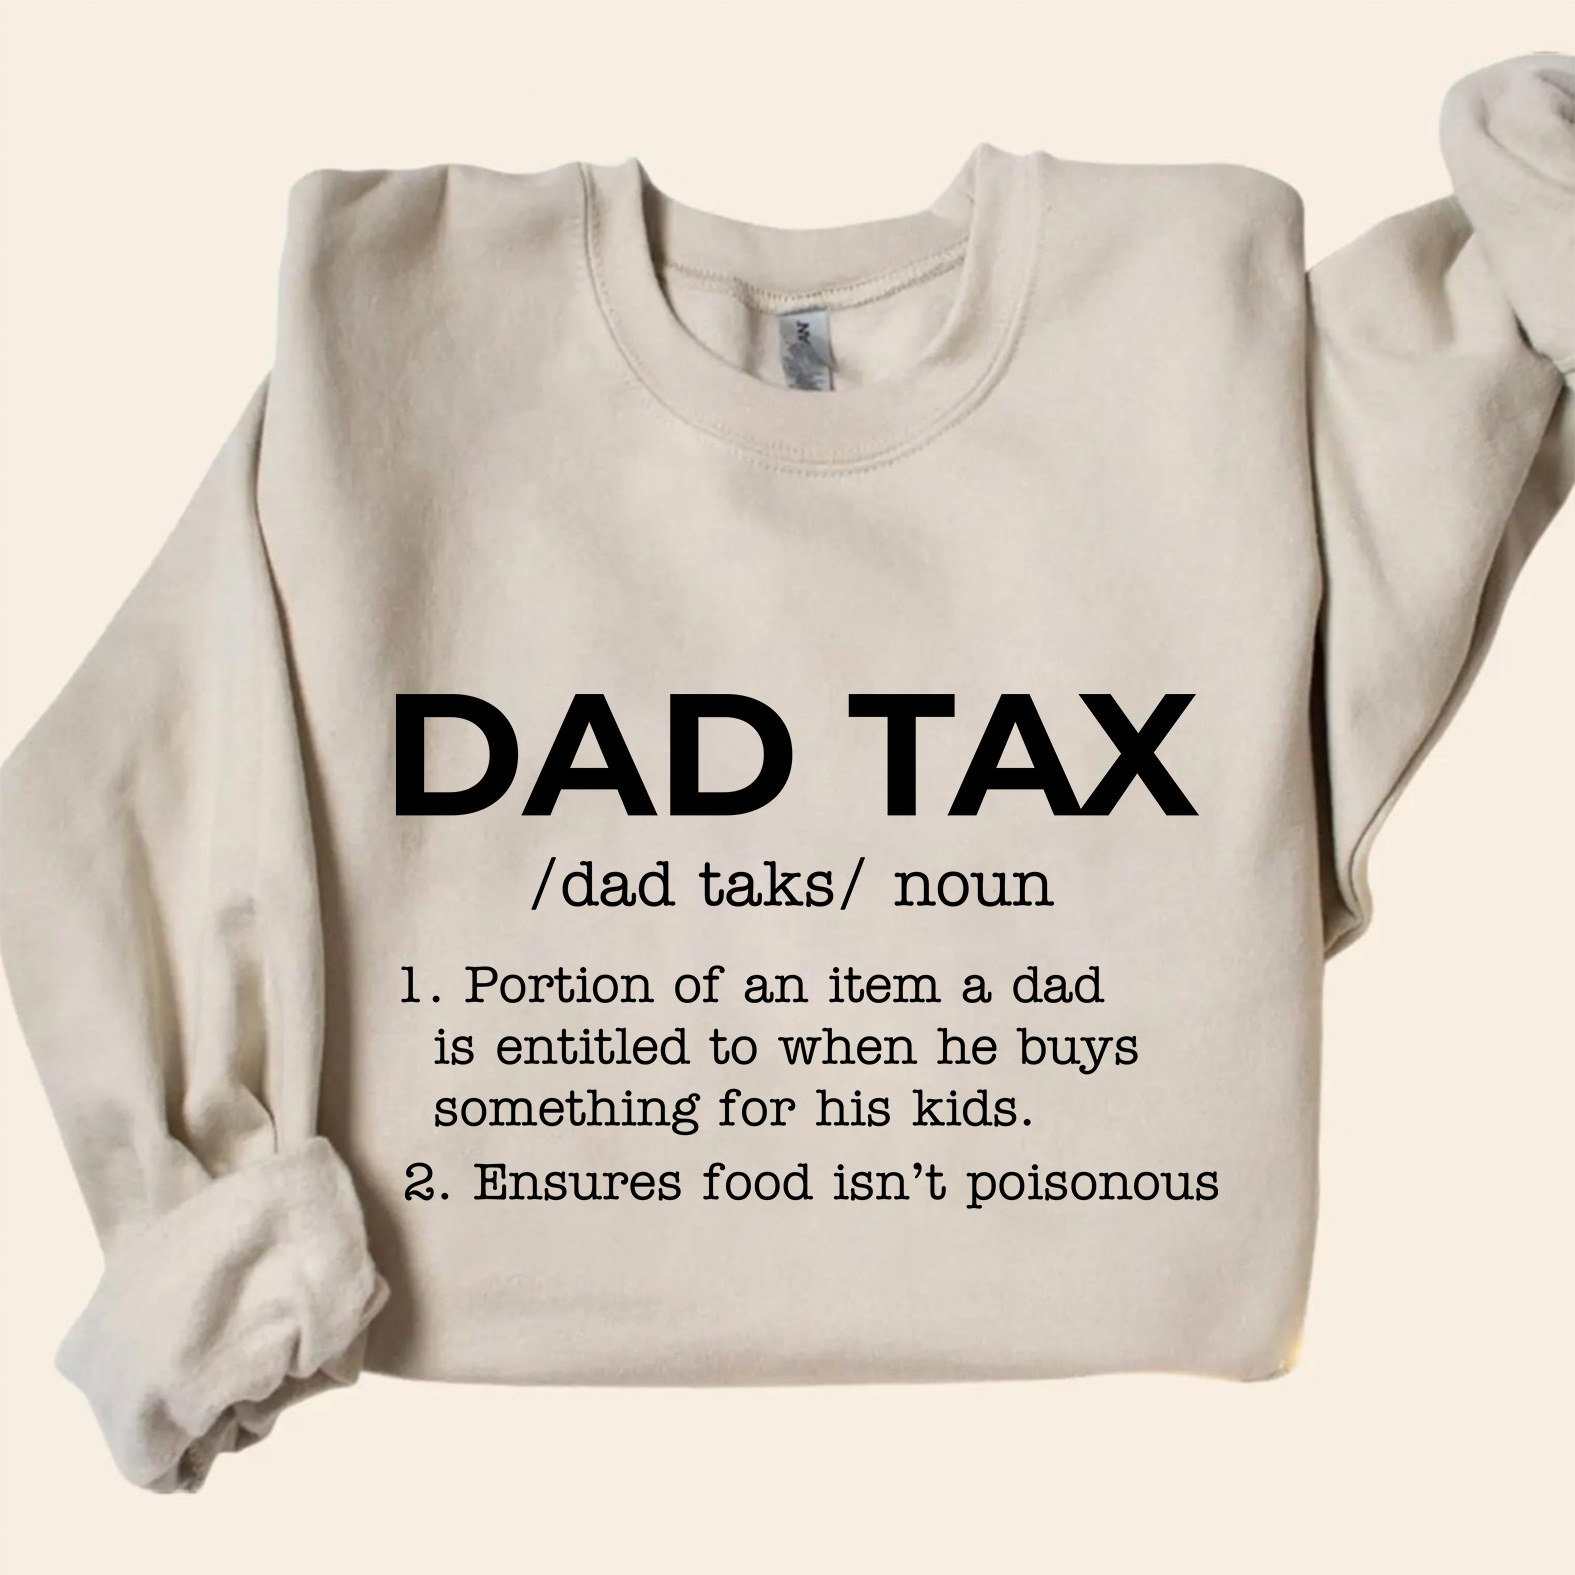 DAD TAX
/dad taks/ noun
1. Portion of an item a dad
is entitled to when he buys
something for his kids.
2. Ensures food isn’t poisonous